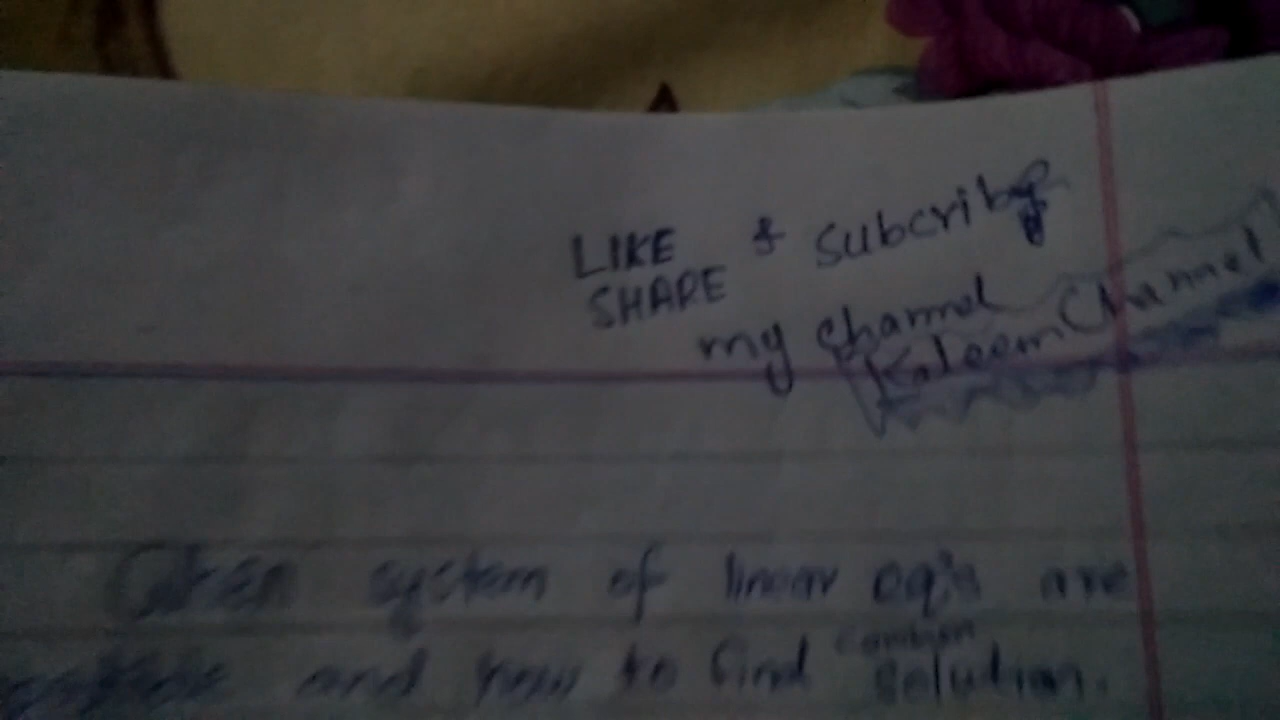 LIKE & Subcribe
SHARE
my channel
Kaleem Channel
system of linear eq's are
and how to find common solution.